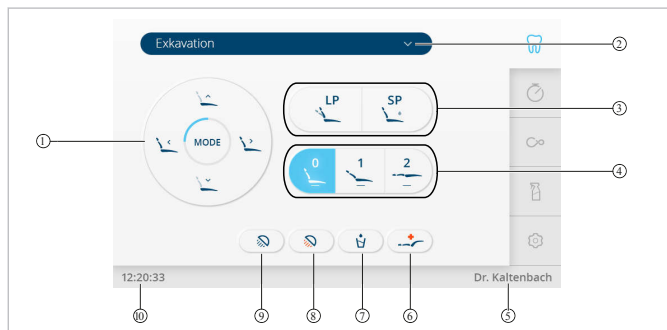 Exkavation
②
LP SP
③
① MODE
④
0 1 2
12:20:33 Dr. Kaltenbach
⑩ ⑨ ⑧ ⑦ ⑥ ⑤